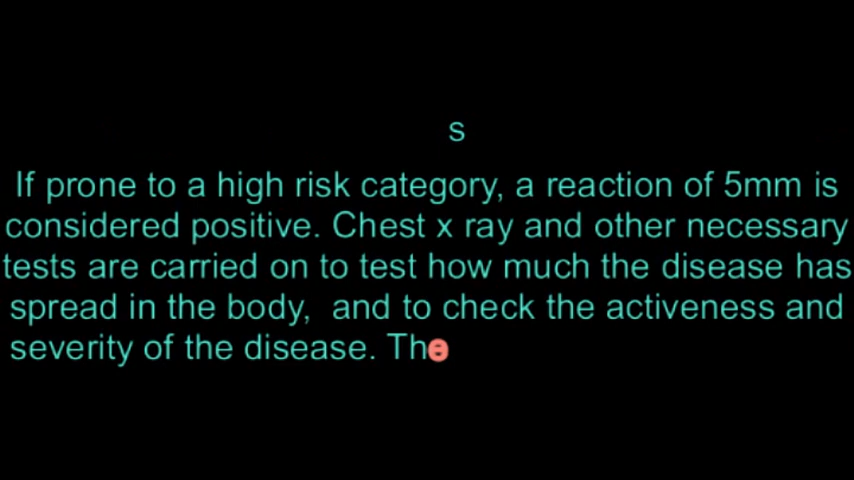 s
If prone to a high risk category, a reaction of 5mm is
considered positive. Chest x ray and other necessary
tests are carried on to test how much the disease has
spread in the body,  and to check the activeness and
severity of the disease. The